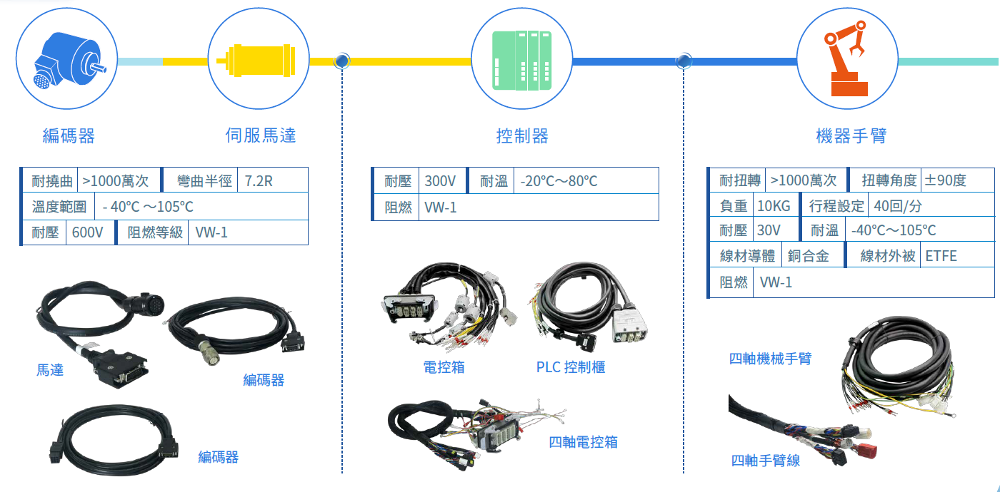 編碼器
伺服馬達
控制器
機器手臂
耐撓曲 >1000萬次 彎曲半徑 7.2R
溫度範圍 - 40℃ ～105℃
耐壓 600V 阻燃等級 VW-1
耐壓 300V 耐溫 -20℃～80℃
阻燃 VW-1
耐扭轉 >1000萬次 扭轉角度 ±90度
負重 10KG 行程設定 40回/分
耐壓 30V 耐溫 -40℃～105℃
線材導體 銅合金 線材外被 ETFE
阻燃 VW-1
馬達
編碼器
編碼器
電控箱
PLC 控制櫃
四軸電控箱
四軸機械手臂
四軸手臂線